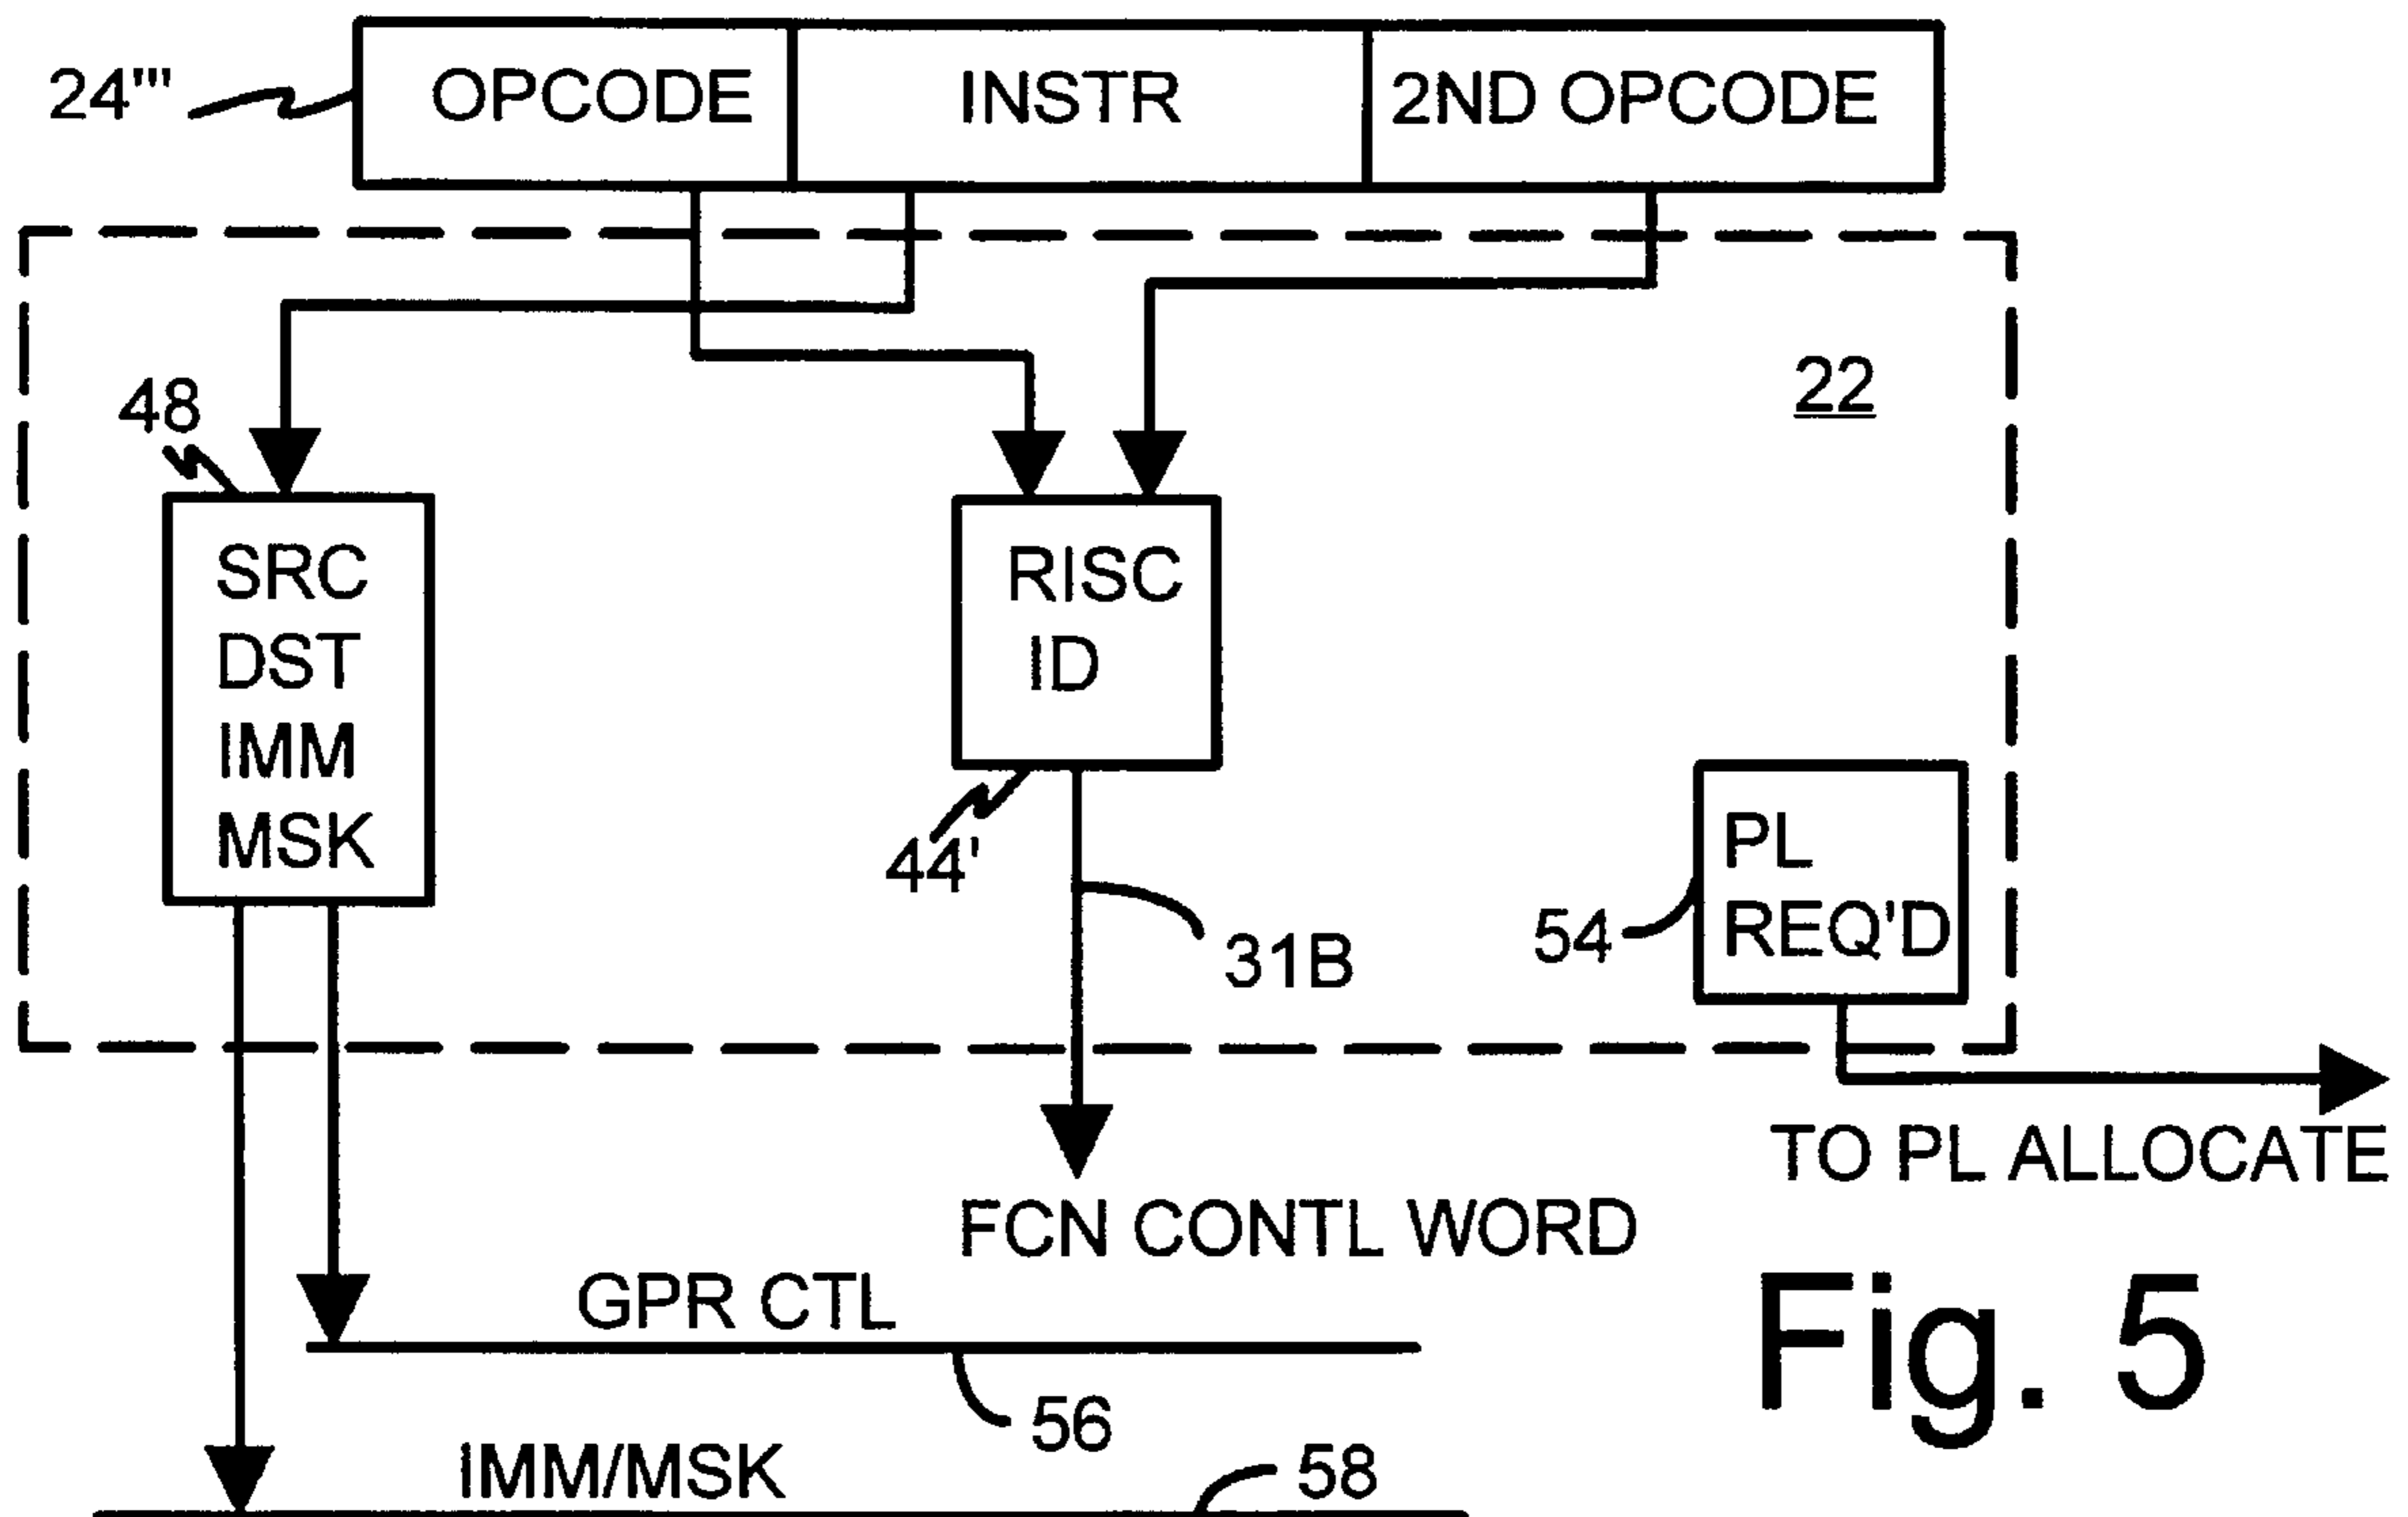 24'''
OPCODE INSTR 2ND OPCODE
22
48
SRC
DST
IMM
MSK
RISC
ID
44'
31B
PL
REQ'D
54
TO PL ALLOCATE
FCN CONTL WORD
GPR CTL
56
IMM/MSK
58
Fig. 5